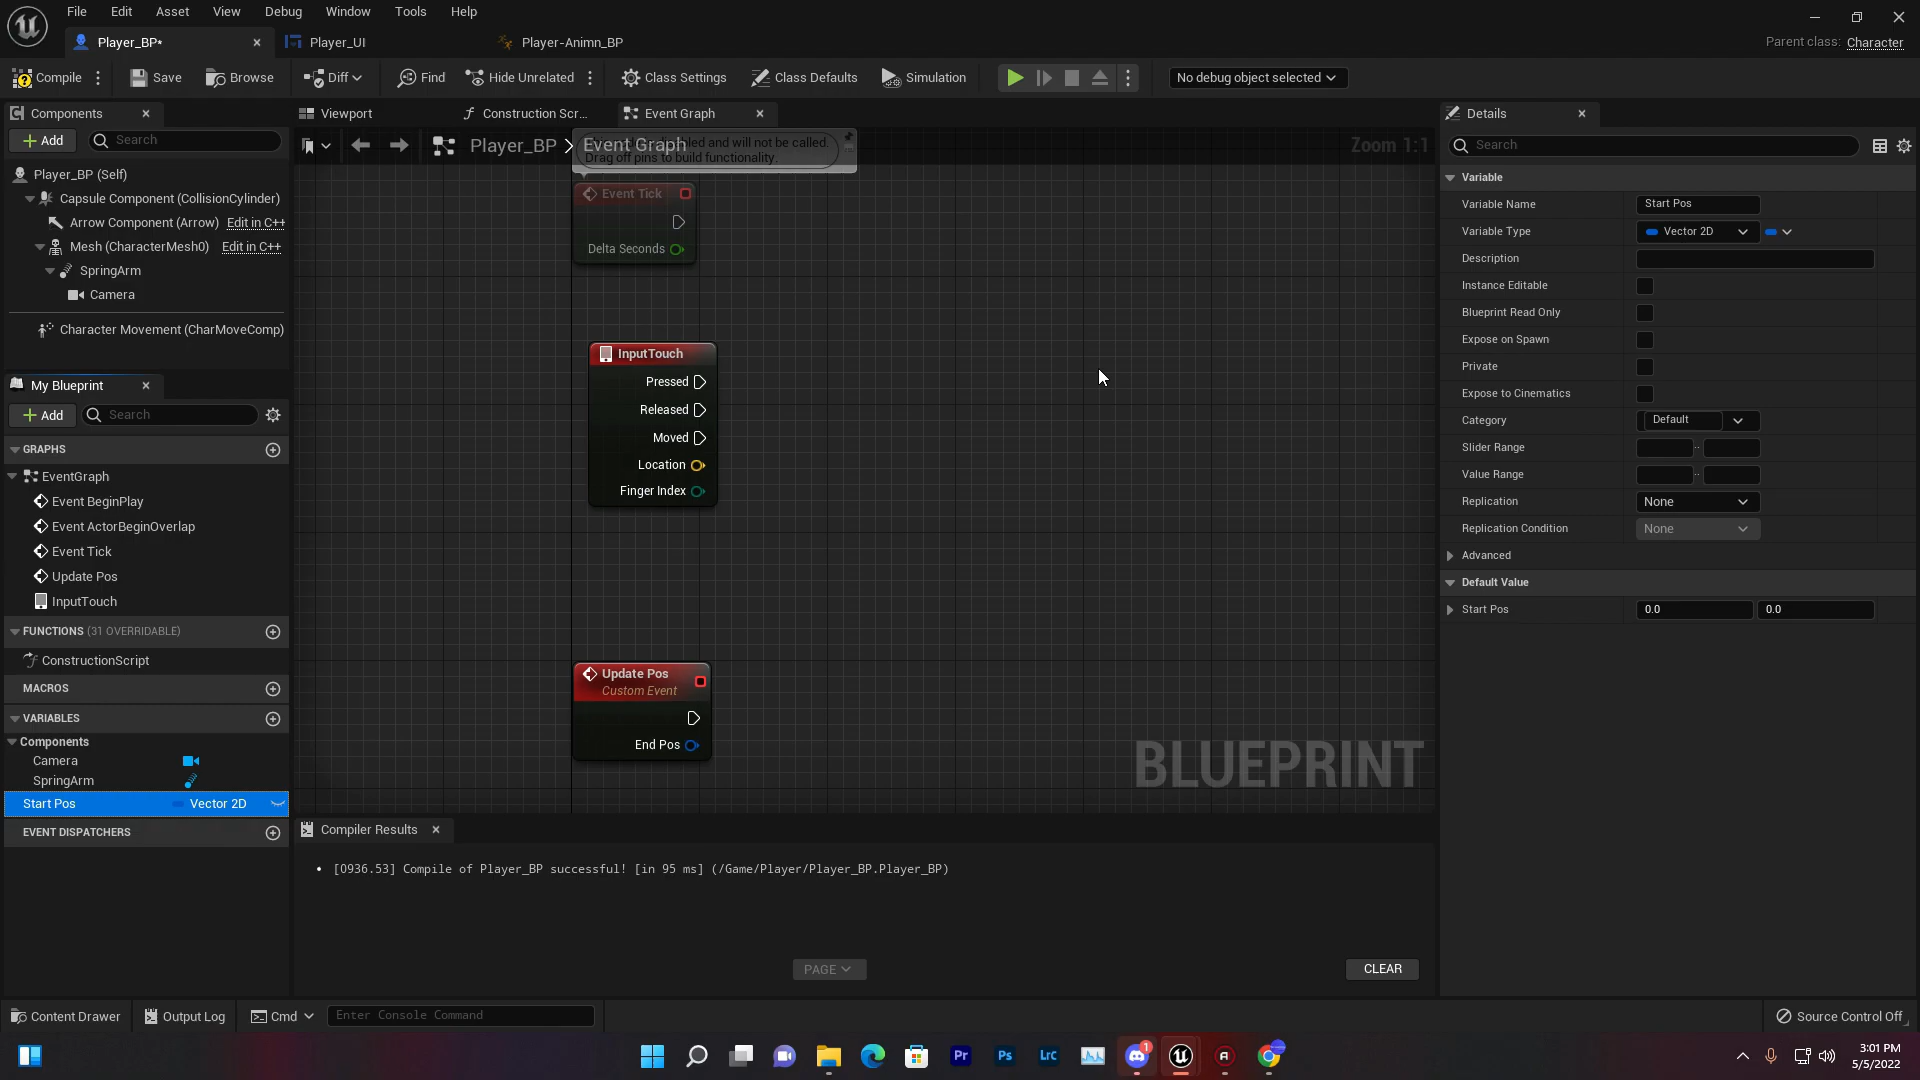 File Edit Asset View Debug Window Tools Help
Player_BP* Player_UI Player-Animn_BP
Parent class: Character
Compile Save Browse Diff Find Hide Unrelated Class Settings Class Defaults Simulation No debug object selected
Components
Add Search
Player_BP (Self)
Capsule Component (CollisionCylinder)
Arrow Component (Arrow) Edit in C++
Mesh (CharacterMesh0) Edit in C++
SpringArm
Camera
Character Movement (CharMoveComp)
My Blueprint
Add Search
GRAPHS
EventGraph
Event BeginPlay
Event ActorBeginOverlap
Event Tick
Update Pos
InputTouch
FUNCTIONS (31 OVERRIDABLE)
ConstructionScript
MACROS
VARIABLES
Components
Camera
SpringArm
Start Pos Vector 2D
EVENT DISPATCHERS
Viewport Construction Scr... Event Graph
Player_BP > Event Graph
and will not be called.
Drag off pins to build functionality.
Zoom 1:1
Event Tick
Delta Seconds
InputTouch
Pressed
Released
Moved
Location
Finger Index
Update Pos
Custom Event
End Pos
BLUEPRINT
Compiler Results
• [0936.53] Compile of Player_BP successful! [in 95 ms] (/Game/Player/Player_BP.Player_BP)
PAGE
CLEAR
Details
Search
Variable
Variable Name Start Pos
Variable Type Vector 2D
Description
Instance Editable
Blueprint Read Only
Expose on Spawn
Private
Expose to Cinematics
Category Default
Slider Range ..
Value Range ..
Replication None
Replication Condition None
Advanced
Default Value
Start Pos 0.0 0.0
Content Drawer Output Log Cmd Enter Console Command Source Control Off
Pr Ps Lrc 1
3:01 PM
5/5/2022